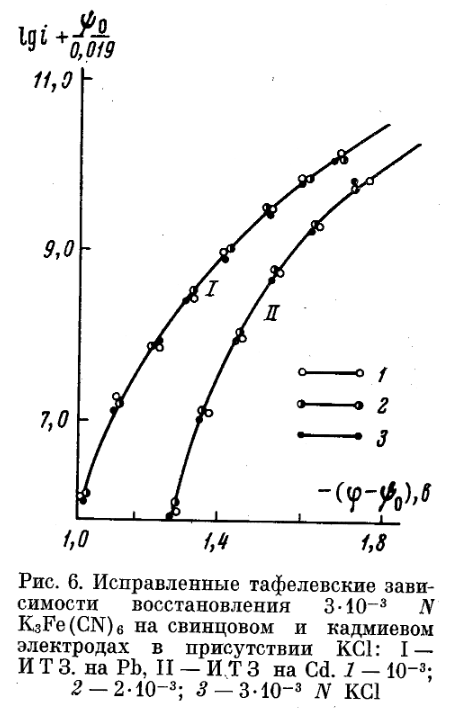 lg i + ψ₀/0,019
11,0
9,0
7,0
I
II
1
2
3
−(φ−ψ₀), в
1,0 1,4 1,8
Рис. 6. Исправленные тафелевские зави-
симости восстановления 3·10⁻³ N
K₃Fe(CN)₆ на свинцовом и кадмиевом
электродах в присутствии KCl: I —
И Т З. на Pb, II — И Т З на Cd. 1 — 10⁻³;
2 — 2·10⁻³; 3 — 3·10⁻³ N KCl